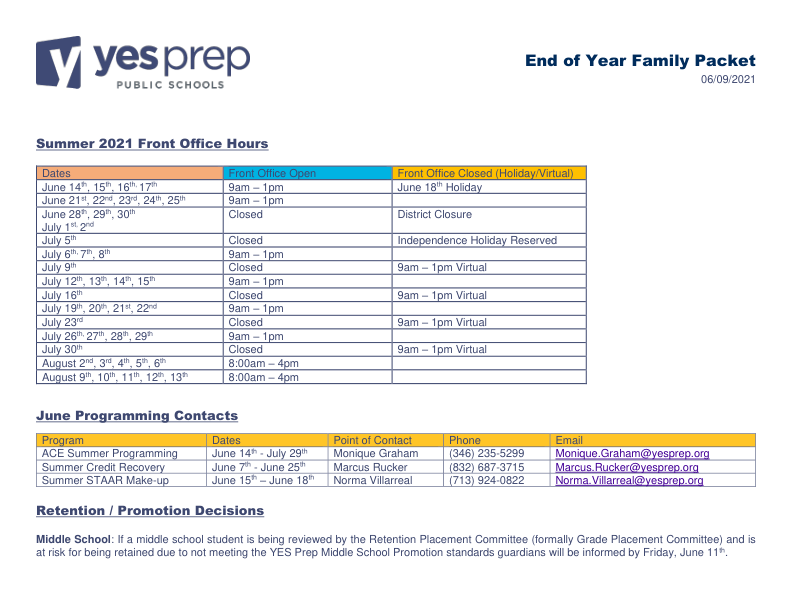 yes prep
PUBLIC SCHOOLS
End of Year Family Packet
06/09/2021
Summer 2021 Front Office Hours
Dates Front Office Open Front Office Closed (Holiday/Virtual)
June 14th, 15th, 16th, 17th 9am – 1pm June 18th Holiday
June 21st, 22nd, 23rd, 24th, 25th 9am – 1pm
June 28th, 29th, 30th Closed District Closure
July 1st, 2nd
July 5th Closed Independence Holiday Reserved
July 6th, 7th, 8th 9am – 1pm
July 9th Closed 9am – 1pm Virtual
July 12th, 13th, 14th, 15th 9am – 1pm
July 16th Closed 9am – 1pm Virtual
July 19th, 20th, 21st, 22nd 9am – 1pm
July 23rd Closed 9am – 1pm Virtual
July 26th, 27th, 28th, 29th 9am – 1pm
July 30th Closed 9am – 1pm Virtual
August 2nd, 3rd, 4th, 5th, 6th 8:00am – 4pm
August 9th, 10th, 11th, 12th, 13th 8:00am – 4pm
June Programming Contacts
Program Dates Point of Contact Phone Email
ACE Summer Programming June 14th - July 29th Monique Graham (346) 235-5299 Monique.Graham@yesprep.org
Summer Credit Recovery June 7th - June 25th Marcus Rucker (832) 687-3715 Marcus.Rucker@yesprep.org
Summer STAAR Make-up June 15th – June 18th Norma Villarreal (713) 924-0822 Norma.Villarreal@yesprep.org
Retention / Promotion Decisions
Middle School: If a middle school student is being reviewed by the Retention Placement Committee (formally Grade Placement Committee) and is
at risk for being retained due to not meeting the YES Prep Middle School Promotion standards guardians will be informed by Friday, June 11th.